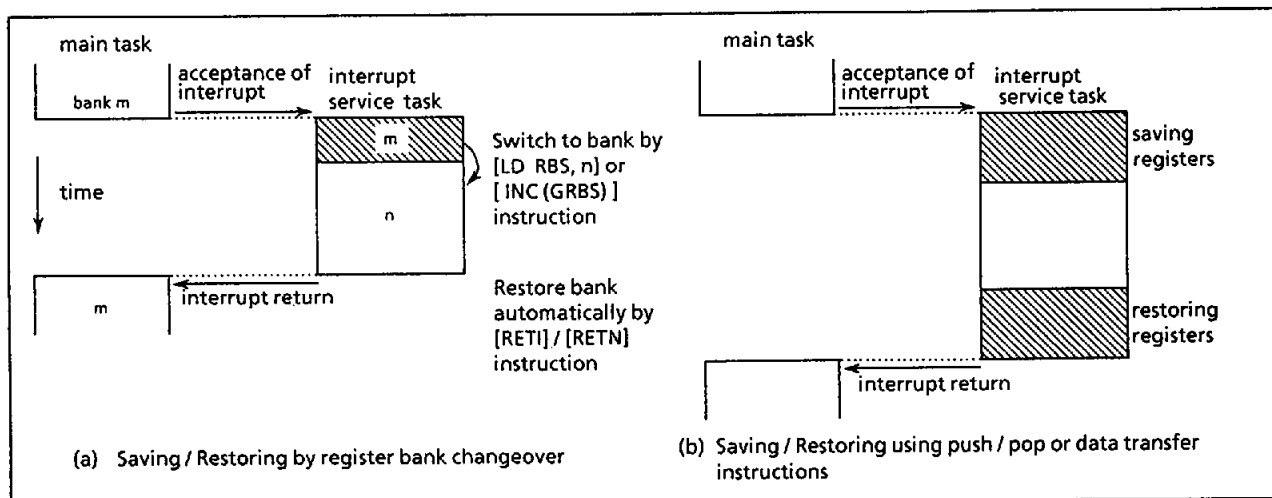 main task
bank m
acceptance of
interrupt
interrupt
service task
m
Switch to bank by
[LD RBS, n] or
[ INC (GRBS) ]
instruction
time
n
interrupt return
m
Restore bank
automatically by
[RETI] / [RETN]
instruction
(a) Saving / Restoring by register bank changeover
main task
acceptance of
interrupt
interrupt
service task
saving
registers
restoring
registers
interrupt return
(b) Saving / Restoring using push / pop or data transfer
instructions